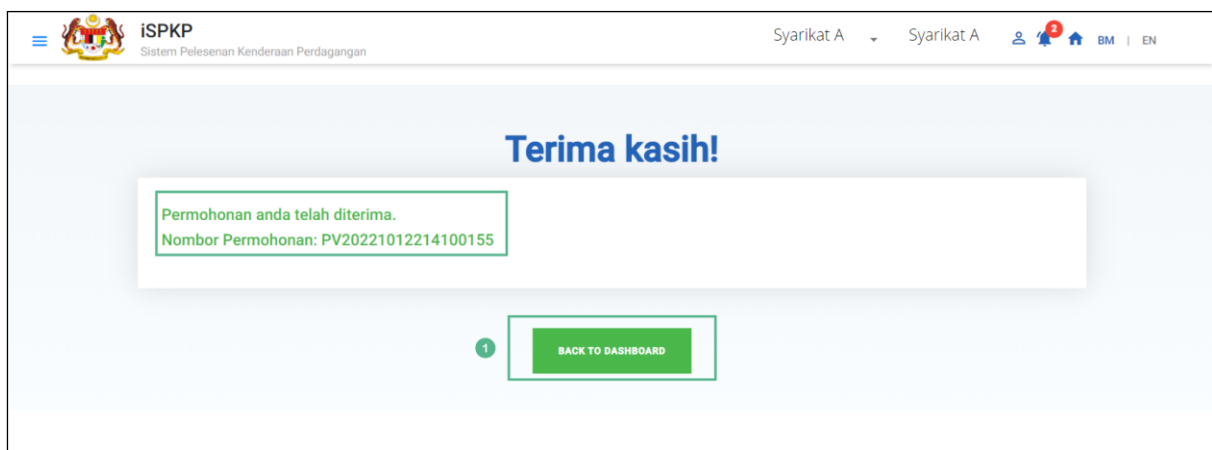 iSPKP
Sistem Pelesenan Kenderaan Perdagangan
Syarikat A Syarikat A 2 BM | EN
Terima kasih!
Permohonan anda telah diterima.
Nombor Permohonan: PV20221012214100155
1 BACK TO DASHBOARD